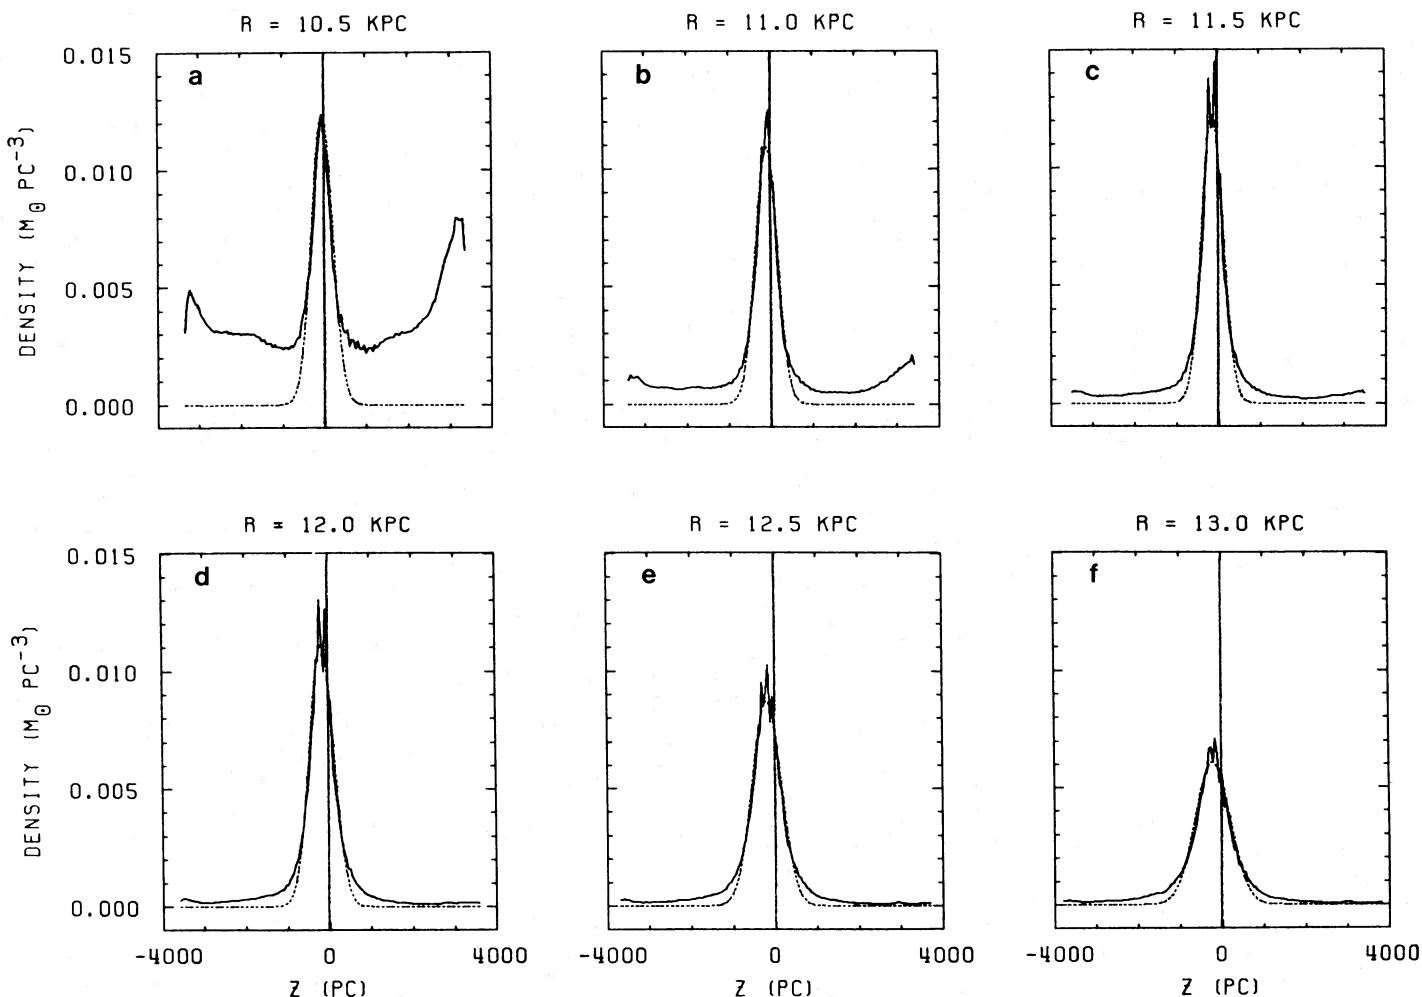 R = 10.5 KPC
R = 11.0 KPC
R = 11.5 KPC
a
b
c
0.015
0.010
0.005
0.000
DENSITY (M⊙ PC⁻³)
R = 12.0 KPC
R = 12.5 KPC
R = 13.0 KPC
d
e
f
0.015
0.010
0.005
0.000
DENSITY (M⊙ PC⁻³)
-4000 0 4000
-4000 0 4000
-4000 0 4000
Z (PC)
Z (PC)
Z (PC)